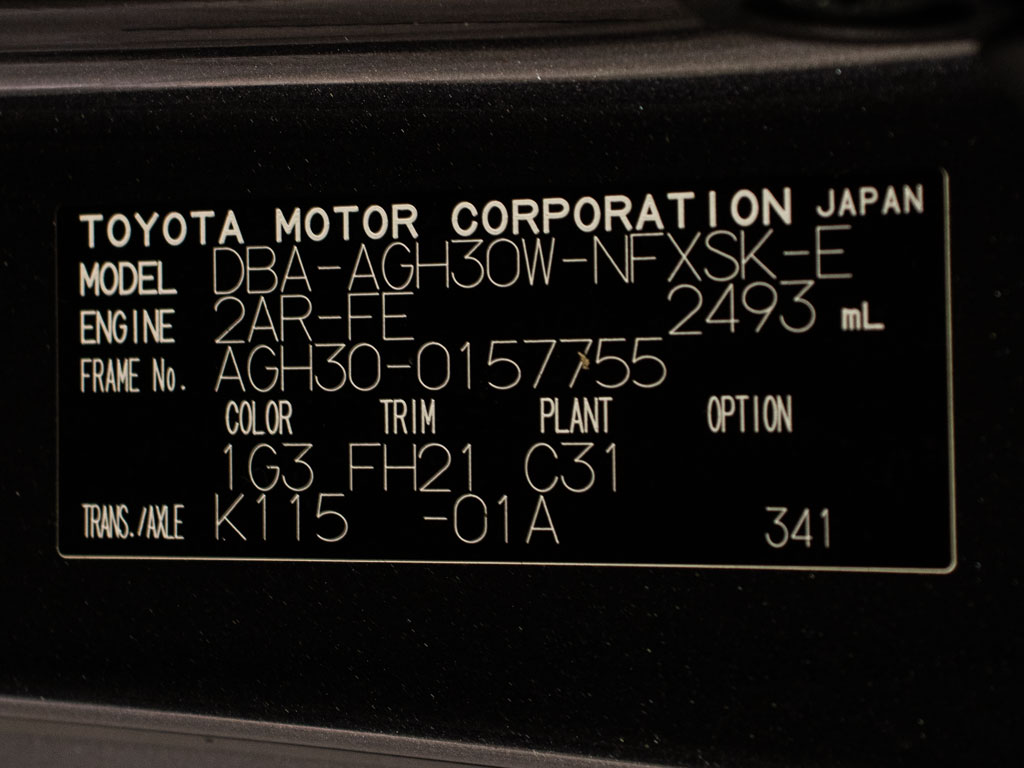 TOYOTA MOTOR CORPORATION JAPAN
MODEL DBA-AGH30W-NFXSK-E
ENGINE 2AR-FE 2493 mL
FRAME No. AGH30-0157755
COLOR TRIM PLANT OPTION
1G3 FH21 C31
TRANS./AXLE K115 -01A 341